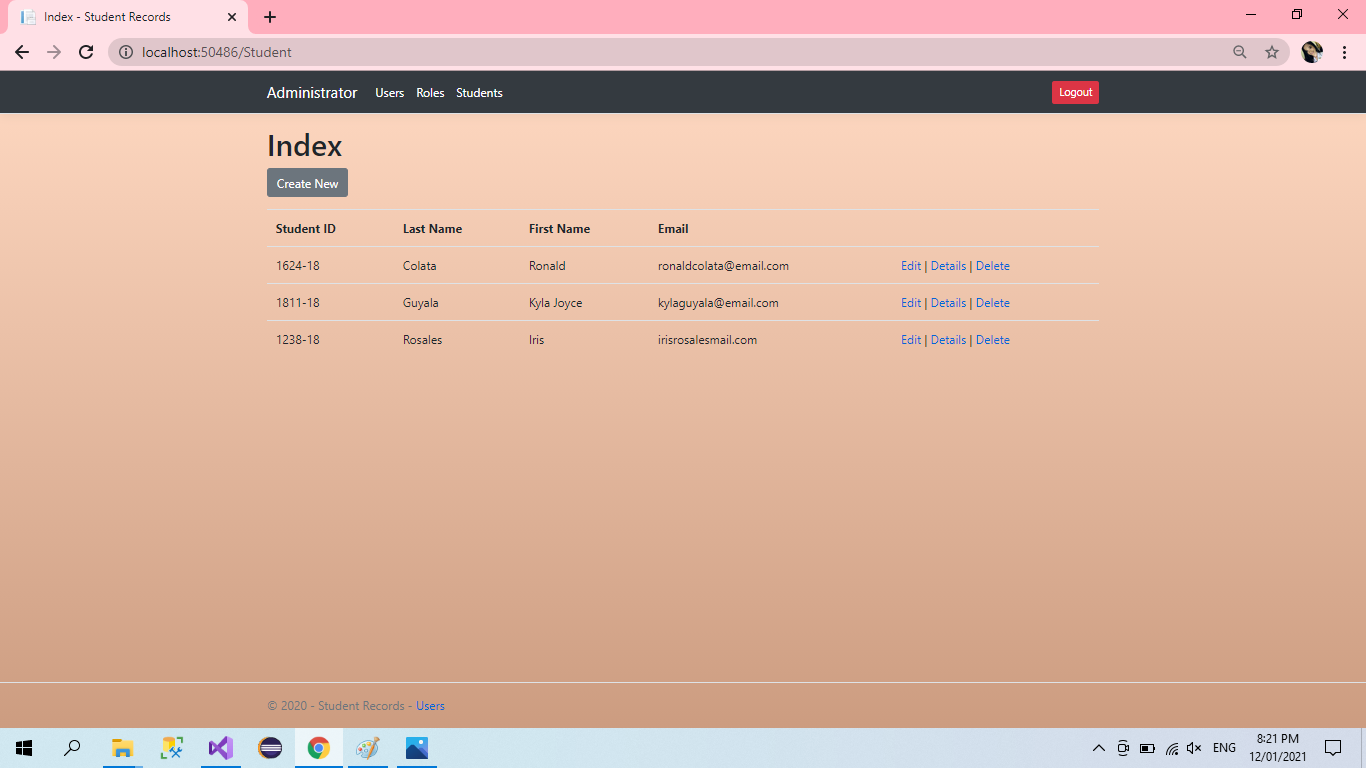 Index - Student Records
localhost:50486/Student
Administrator Users Roles Students Logout
Index
Create New
Student ID Last Name First Name Email
1624-18 Colata Ronald ronaldcolata@email.com Edit | Details | Delete
1811-18 Guyala Kyla Joyce kylaguyala@email.com Edit | Details | Delete
1238-18 Rosales Iris irisrosalesmail.com Edit | Details | Delete
© 2020 - Student Records - Users
ENG 8:21 PM
12/01/2021